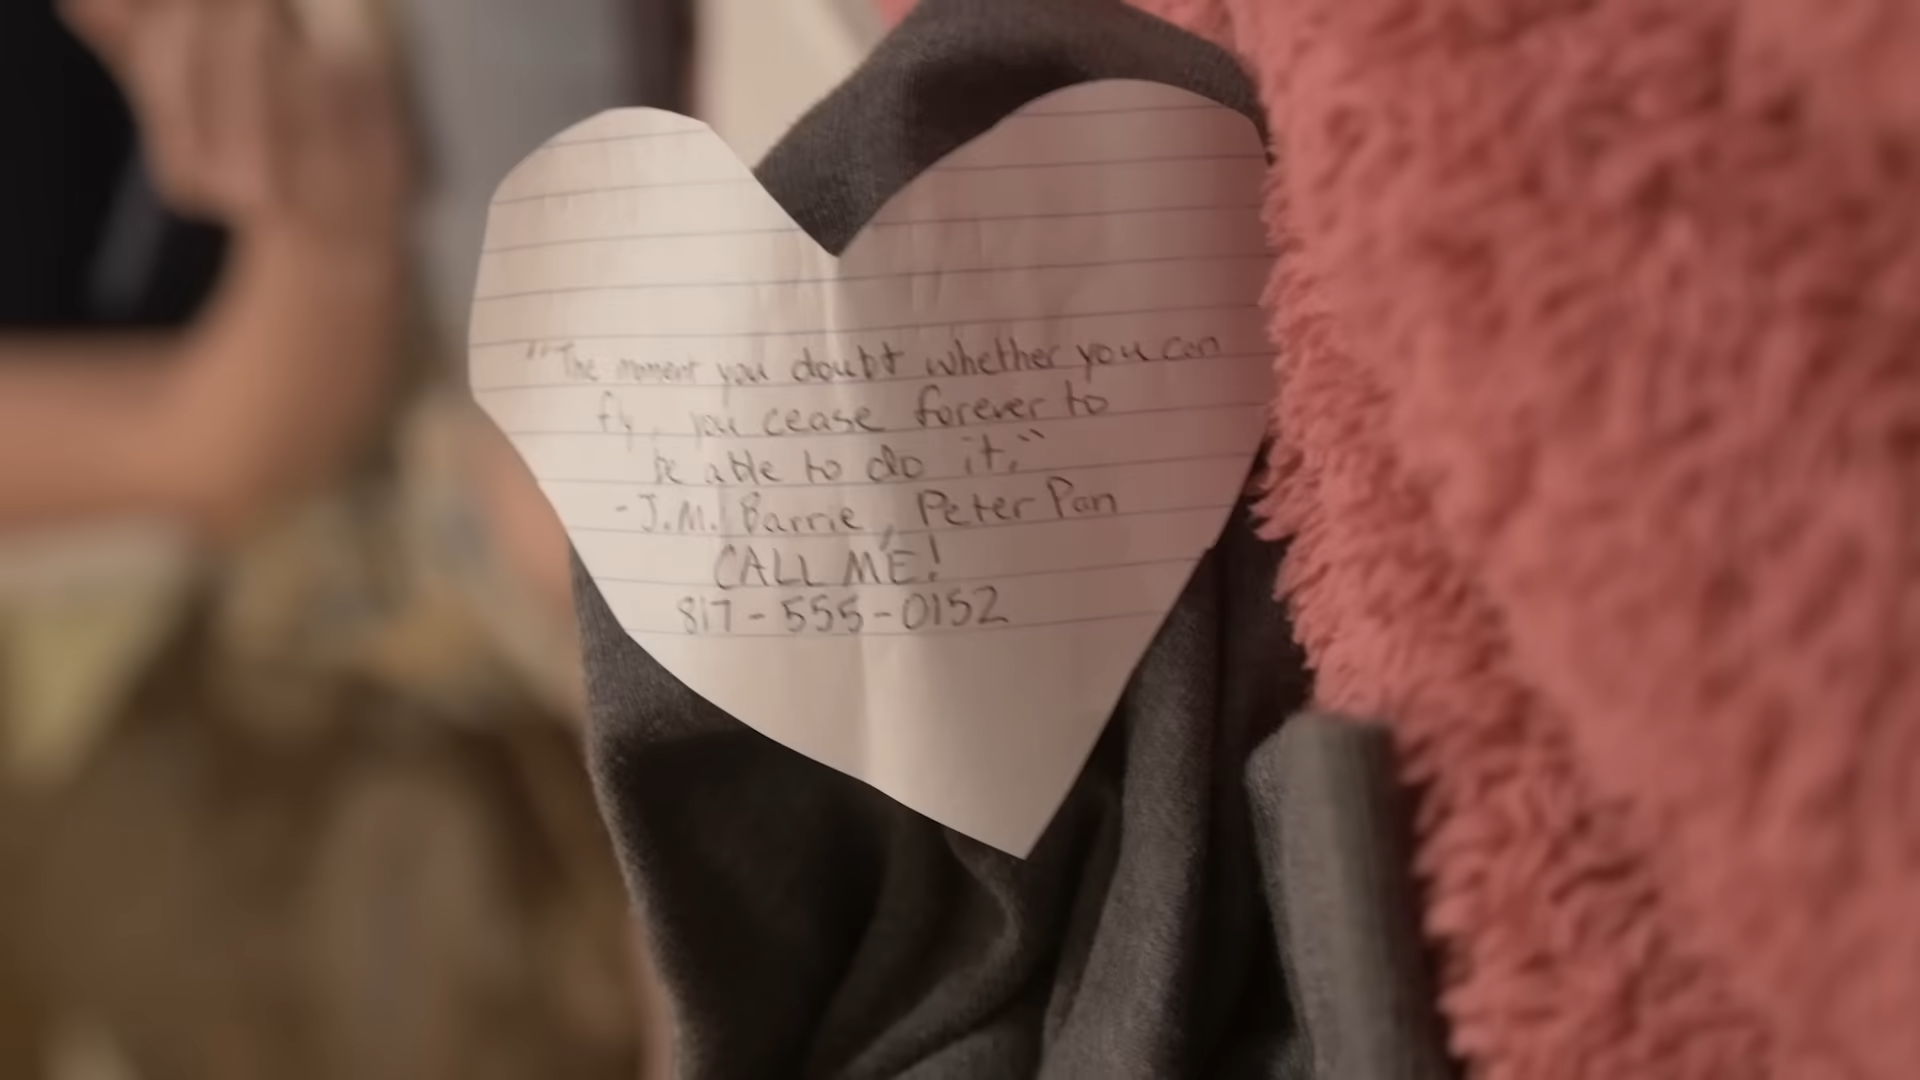 "The moment you doubt whether you can
fly, you cease forever to
be able to do it."
-J.M. Barrie, Peter Pan
CALL ME!
817-555-0152